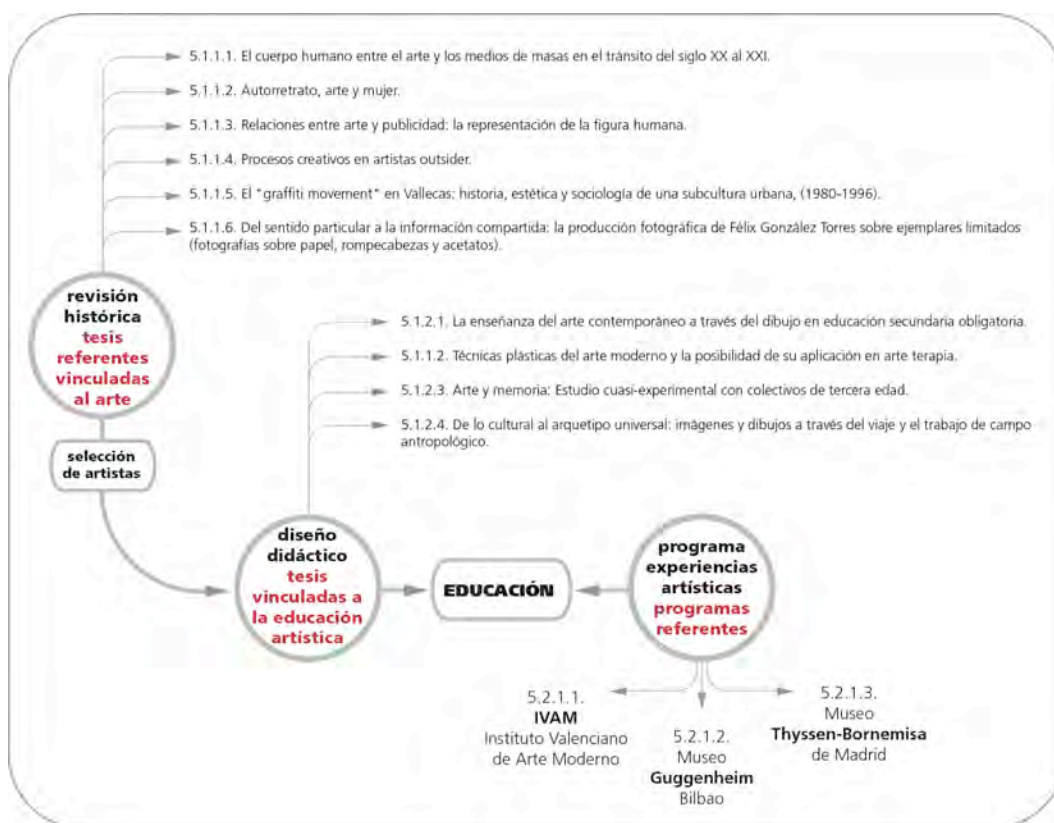 5.1.1.1. El cuerpo humano entre el arte y los medios de masas en el tránsito del siglo XX al XXI.
5.1.1.2. Autorretrato, arte y mujer.
5.1.1.3. Relaciones entre arte y publicidad: la representación de la figura humana.
5.1.1.4. Procesos creativos en artistas outsider.
5.1.1.5. El "graffiti movement" en Vallecas: historia, estética y sociología de una subcultura urbana, (1980-1996).
5.1.1.6. Del sentido particular a la información compartida: la producción fotográfica de Félix González Torres sobre ejemplares limitados
(fotografías sobre papel, rompecabezas y acetatos).
revisión
histórica
tesis
referentes
vinculadas
al arte
selección
de artistas
5.1.2.1. La enseñanza del arte contemporáneo a través del dibujo en educación secundaria obligatoria.
5.1.1.2. Técnicas plásticas del arte moderno y la posibilidad de su aplicación en arte terapia.
5.1.2.3. Arte y memoria: Estudio cuasi-experimental con colectivos de tercera edad.
5.1.2.4. De lo cultural al arquetipo universal: imágenes y dibujos a través del viaje y el trabajo de campo
antropológico.
diseño
didáctico
tesis
vinculadas a
la educación
artística
EDUCACIÓN
programa
experiencias
artísticas
programas
referentes
5.2.1.1.
IVAM
Instituto Valenciano
de Arte Moderno
5.2.1.2.
Museo
Guggenheim
Bilbao
5.2.1.3.
Museo
Thyssen-Bornemisa
de Madrid